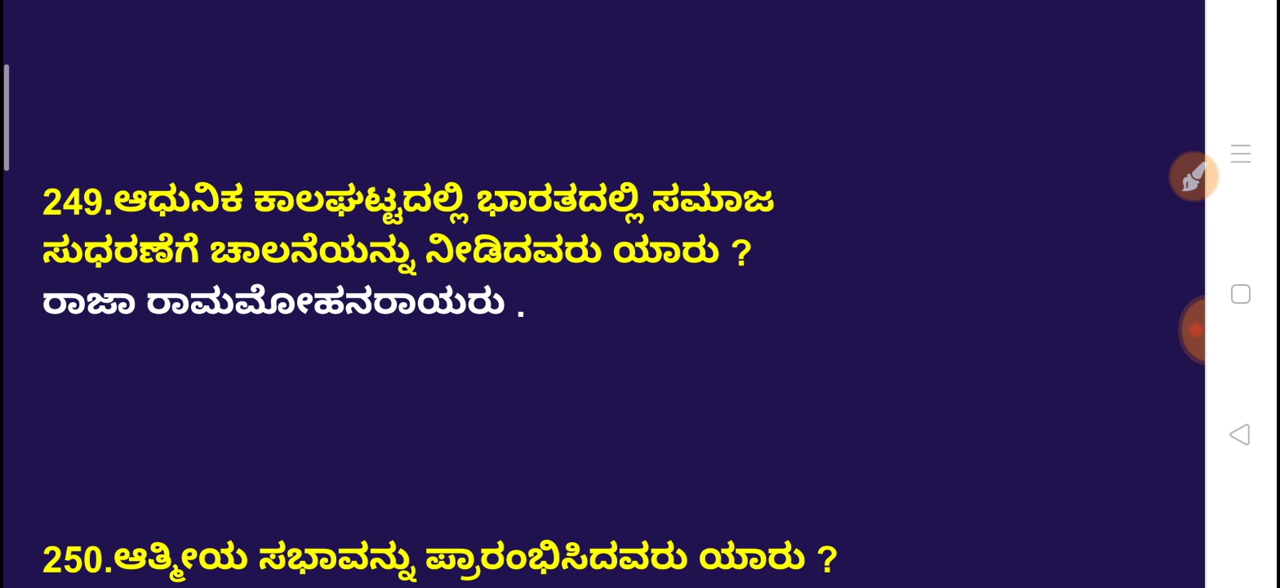 249.ಆಧುನಿಕ ಕಾಲಘಟ್ಟದಲ್ಲಿ ಭಾರತದಲ್ಲಿ ಸಮಾಜ
ಸುಧರಣೆಗೆ ಚಾಲನೆಯನ್ನು ನೀಡಿದವರು ಯಾರು ?
ರಾಜಾ ರಾಮಮೋಹನರಾಯರು .
250.ಆತ್ಮೀಯ ಸಭಾವನ್ನು ಪ್ರಾರಂಭಿಸಿದವರು ಯಾರು ?